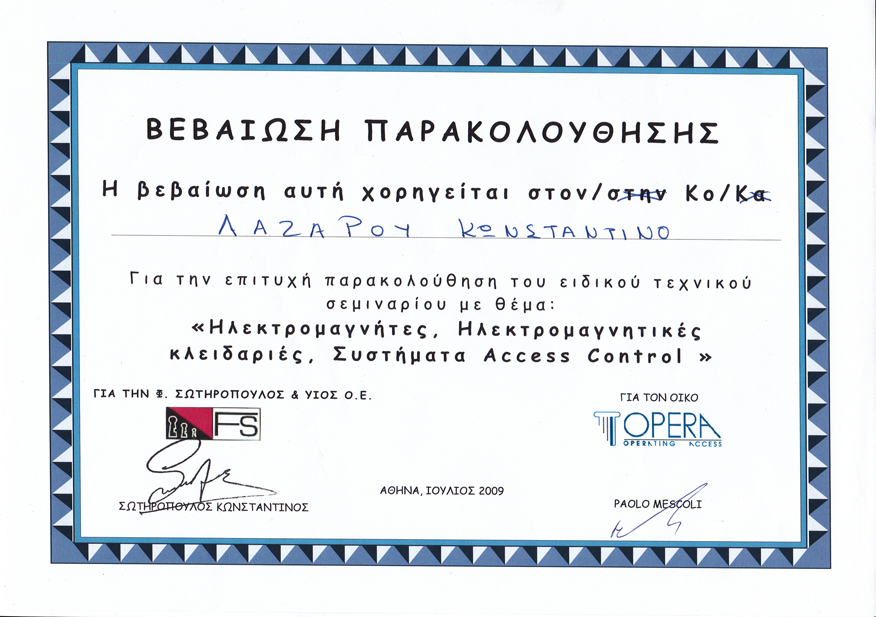 ΒΕΒΑΙΩΣΗ ΠΑΡΑΚΟΛΟΥΘΗΣΗΣ
Η βεβαίωση αυτή χορηγείται στον/στην Κο/Κα
ΛΑΖΑΡΟΥ ΚΩΝΣΤΑΝΤΙΝΟ
Για την επιτυχή παρακολούθηση του ειδικού τεχνικού
σεμιναρίου με θέμα:
«Ηλεκτρομαγνήτες, Ηλεκτρομαγνητικές
κλειδαριές, Συστήματα Access Control »
ΓΙΑ ΤΗΝ Φ. ΣΩΤΗΡΟΠΟΥΛΟΣ & ΥΙΟΣ Ο.Ε.
FS
ΣΩΤΗΡΟΠΟΥΛΟΣ ΚΩΝΣΤΑΝΤΙΝΟΣ
ΑΘΗΝΑ, ΙΟΥΛΙΟΣ 2009
ΓΙΑ ΤΟΝ ΟΙΚΟ
OPERA
OPERATING ACCESS
PAOLO MESCOLI